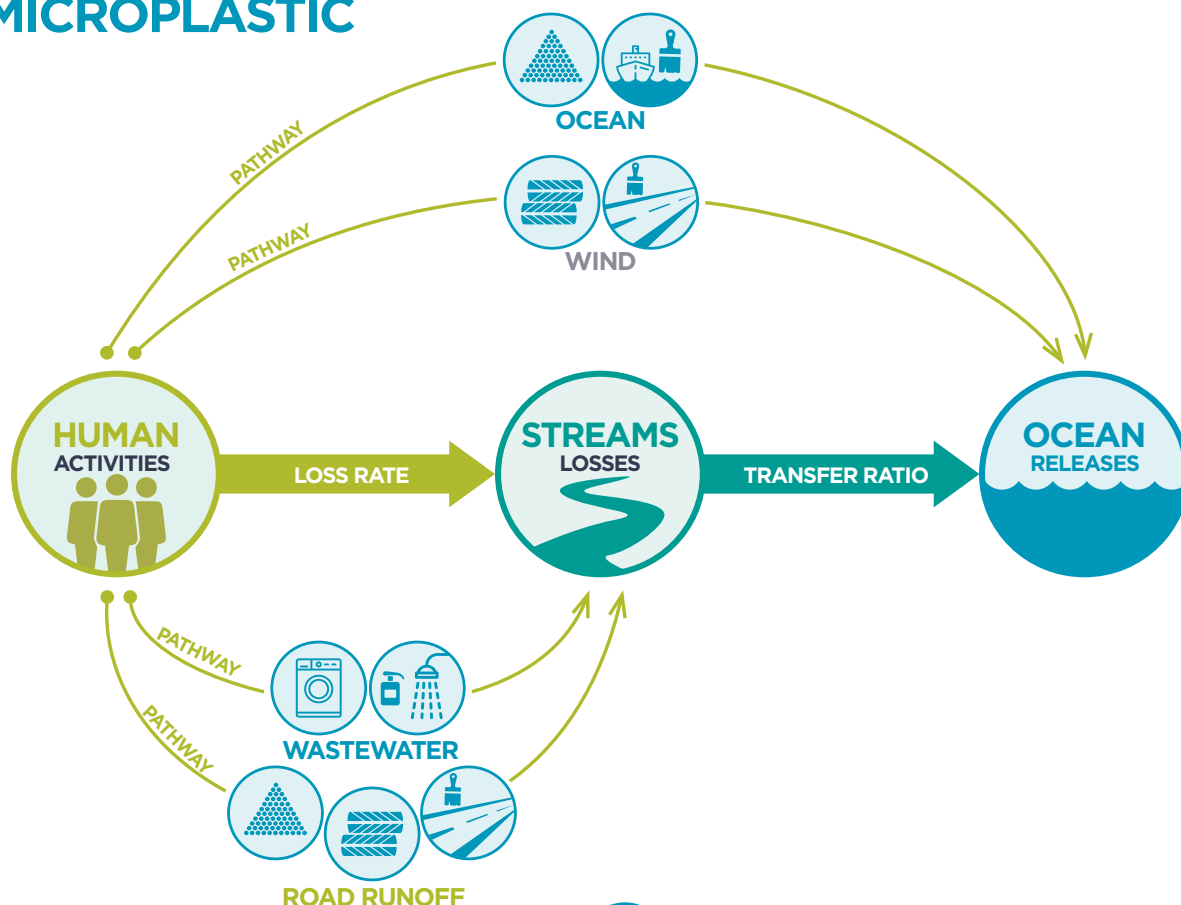 MICROPLASTIC
OCEAN
PATHWAY
WIND
PATHWAY
HUMAN
ACTIVITIES
LOSS RATE
STREAMS
LOSSES
TRANSFER RATIO
OCEAN
RELEASES
PATHWAY
WASTEWATER
PATHWAY
ROAD RUNOFF